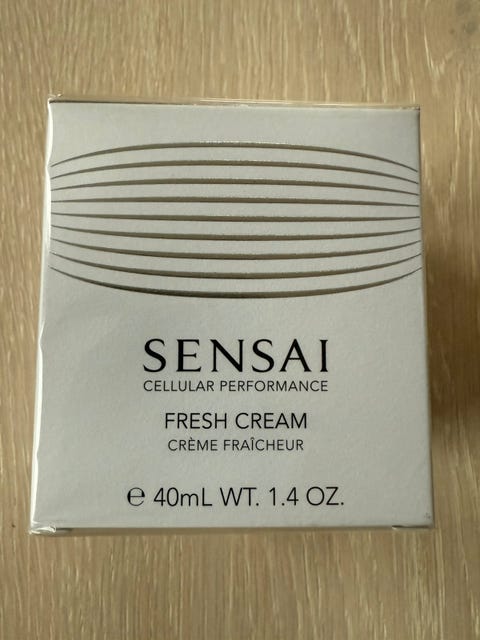 SENSAI
CELLULAR PERFORMANCE
FRESH CREAM
CRÈME FRAÎCHEUR
℮ 40mL WT. 1.4 OZ.